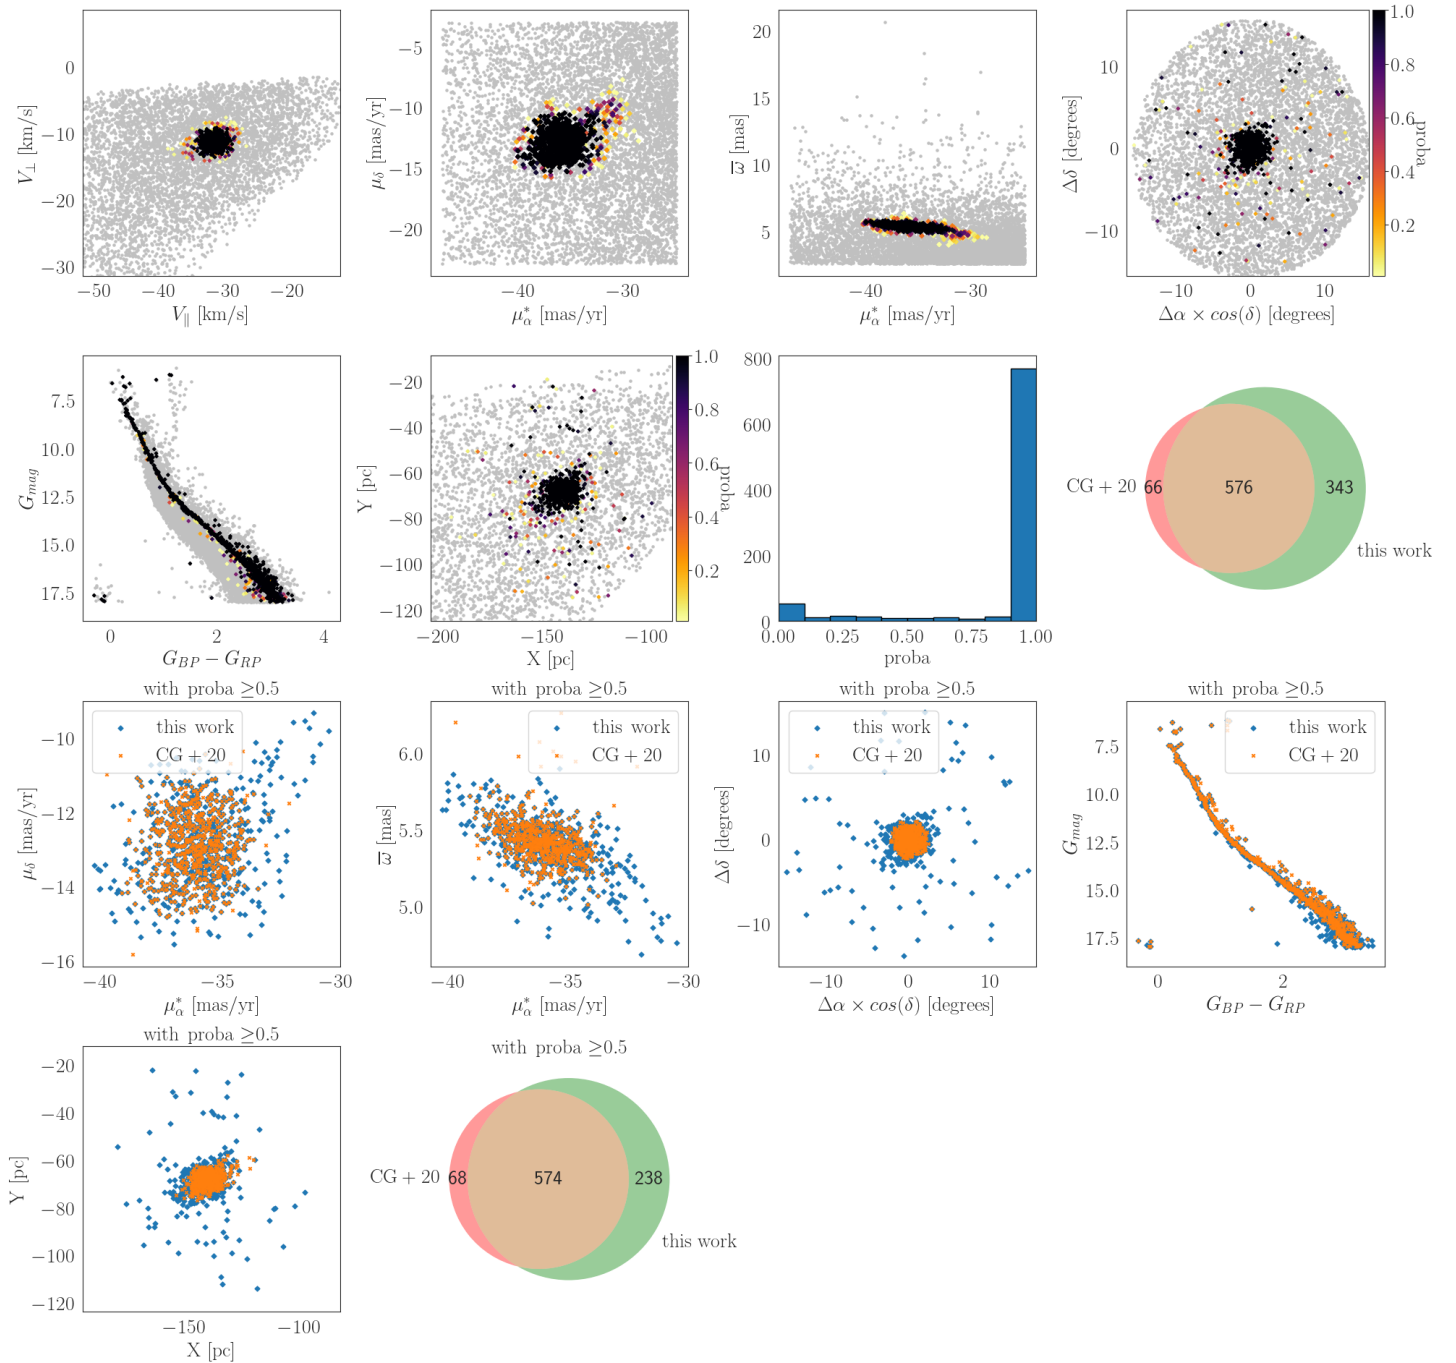 0
−10
−20
−30
V⊥ [km/s]
−50 −40 −30 −20
V∥ [km/s]
−5
−10
−15
−20
μδ [mas/yr]
−40 −30
μ*α [mas/yr]
20
15
10
5
ϖ [mas]
−40 −30
μ*α [mas/yr]
10
0
−10
Δδ [degrees]
−10 0 10
Δα × cos(δ) [degrees]
1.0
0.8
0.6
0.4
0.2
proba
7.5
10.0
12.5
15.0
17.5
Gmag
0 2 4
GBP − GRP
−20
−40
−60
−80
−100
−120
Y [pc]
−200 −150 −100
X [pc]
1.0
0.8
0.6
0.4
0.2
proba
800
600
400
200
0
0.00 0.25 0.50 0.75 1.00
proba
CG + 20 66 576 343
this work
with proba ≥0.5
this work
CG + 20
−10
−12
−14
−16
μδ [mas/yr]
−40 −35 −30
μ*α [mas/yr]
with proba ≥0.5
this work
CG + 20
6.0
5.5
5.0
ϖ [mas]
−40 −35 −30
μ*α [mas/yr]
with proba ≥0.5
this work
CG + 20
10
0
−10
Δδ [degrees]
−10 0 10
Δα × cos(δ) [degrees]
with proba ≥0.5
this work
CG + 20
7.5
10.0
12.5
15.0
17.5
Gmag
0 2
GBP − GRP
with proba ≥0.5
−20
−40
−60
−80
−100
−120
Y [pc]
−150 −100
X [pc]
with proba ≥0.5
CG + 20 68 574 238
this work